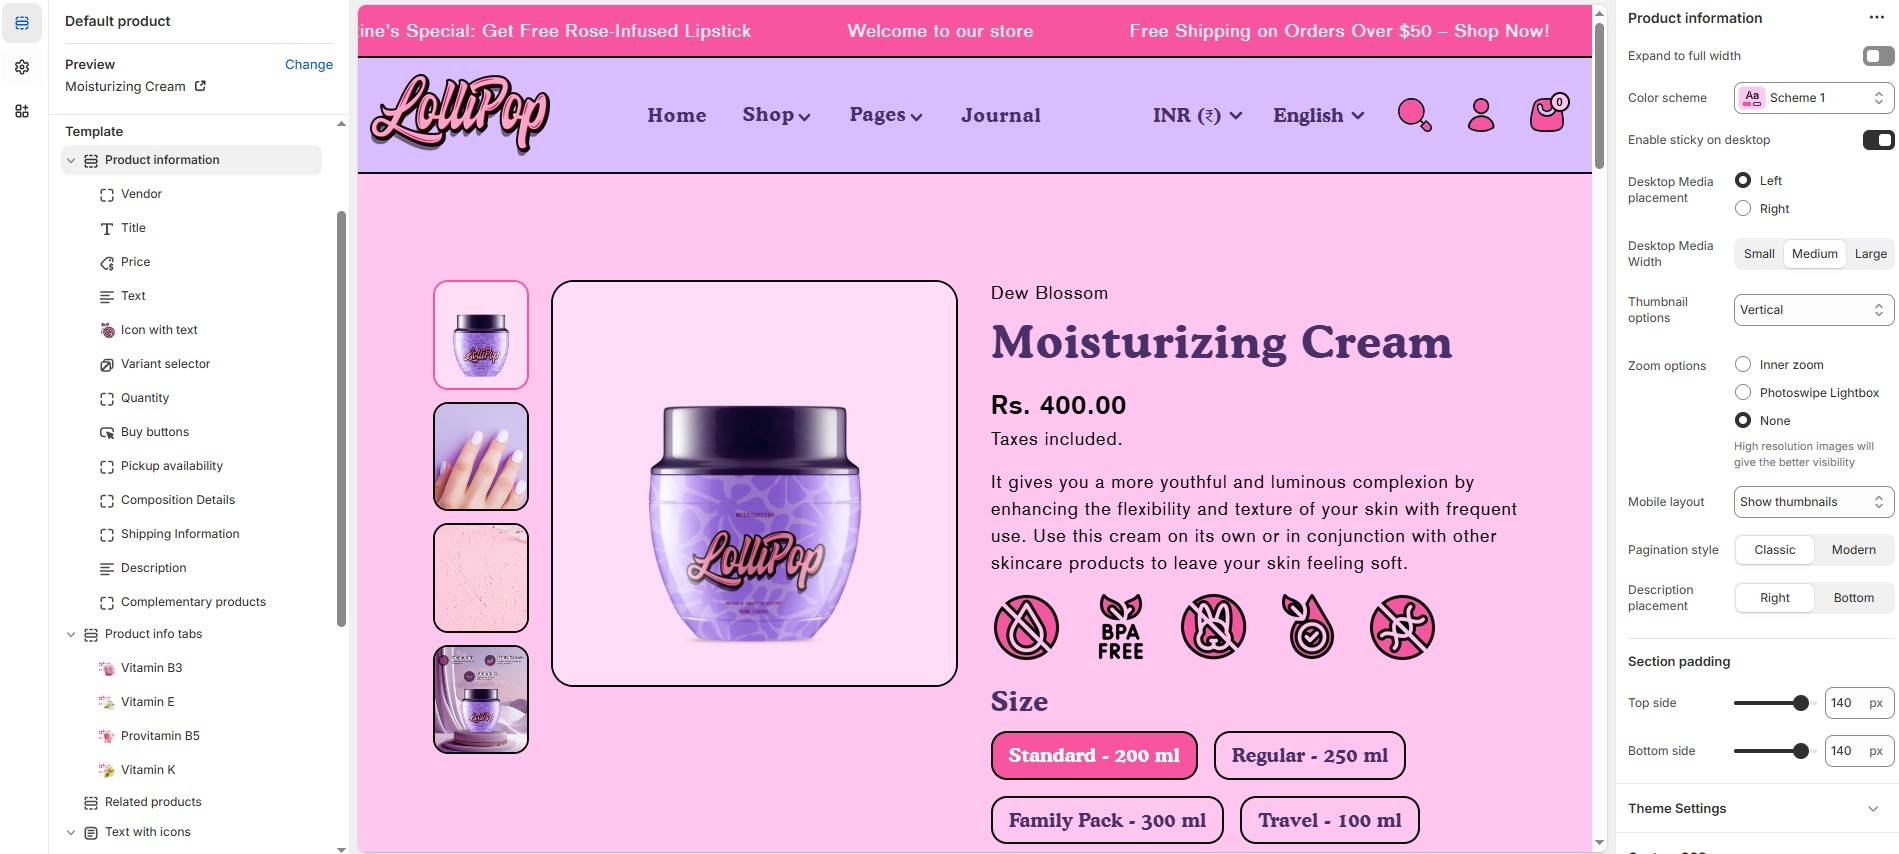 Default product
Preview
Change
Moisturizing Cream
Template
Product information
Vendor
Title
Price
Text
Icon with text
Variant selector
Quantity
Buy buttons
Pickup availability
Composition Details
Shipping Information
Description
Complementary products
Product info tabs
Vitamin B3
Vitamin E
Provitamin B5
Vitamin K
Related products
Text with icons
tine's Special: Get Free Rose-Infused Lipstick
Welcome to our store
Free Shipping on Orders Over $50 – Shop Now!
LolliPop
Home
Shop
Pages
Journal
INR (₹)
English
0
LolliPop
Dew Blossom
Moisturizing Cream
Rs. 400.00
Taxes included.
It gives you a more youthful and luminous complexion by
enhancing the flexibility and texture of your skin with frequent
use. Use this cream on its own or in conjunction with other
skincare products to leave your skin feeling soft.
BPA
FREE
Size
Standard - 200 ml
Regular - 250 ml
Family Pack - 300 ml
Travel - 100 ml
LolliPop
Product information
Expand to full width
Color scheme
Aa
Scheme 1
Enable sticky on desktop
Desktop Media
placement
Left
Right
Desktop Media
Width
Small
Medium
Large
Thumbnail
options
Vertical
Zoom options
Inner zoom
Photoswipe Lightbox
None
High resolution images will
give the better visibility
Mobile layout
Show thumbnails
Pagination style
Classic
Modern
Description
placement
Right
Bottom
Section padding
Top side
140
px
Bottom side
140
px
Theme Settings